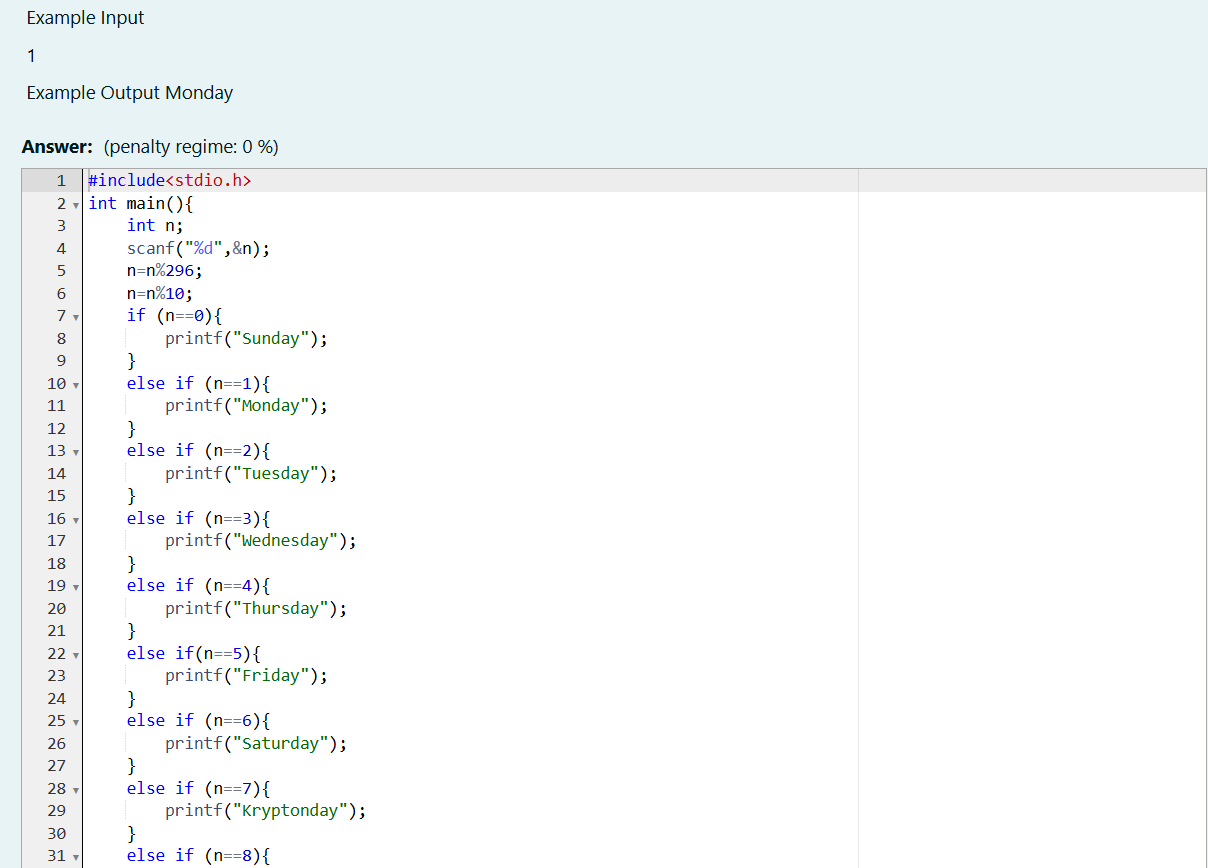 Example Input
1
Example Output Monday
Answer: (penalty regime: 0 %)
1 #include<stdio.h>
2 int main(){
3     int n;
4     scanf("%d",&n);
5     n=n%296;
6     n=n%10;
7     if (n==0){
8         printf("Sunday");
9     }
10     else if (n==1){
11         printf("Monday");
12     }
13     else if (n==2){
14         printf("Tuesday");
15     }
16     else if (n==3){
17         printf("Wednesday");
18     }
19     else if (n==4){
20         printf("Thursday");
21     }
22     else if(n==5){
23         printf("Friday");
24     }
25     else if (n==6){
26         printf("Saturday");
27     }
28     else if (n==7){
29         printf("Kryptonday");
30     }
31     else if (n==8){